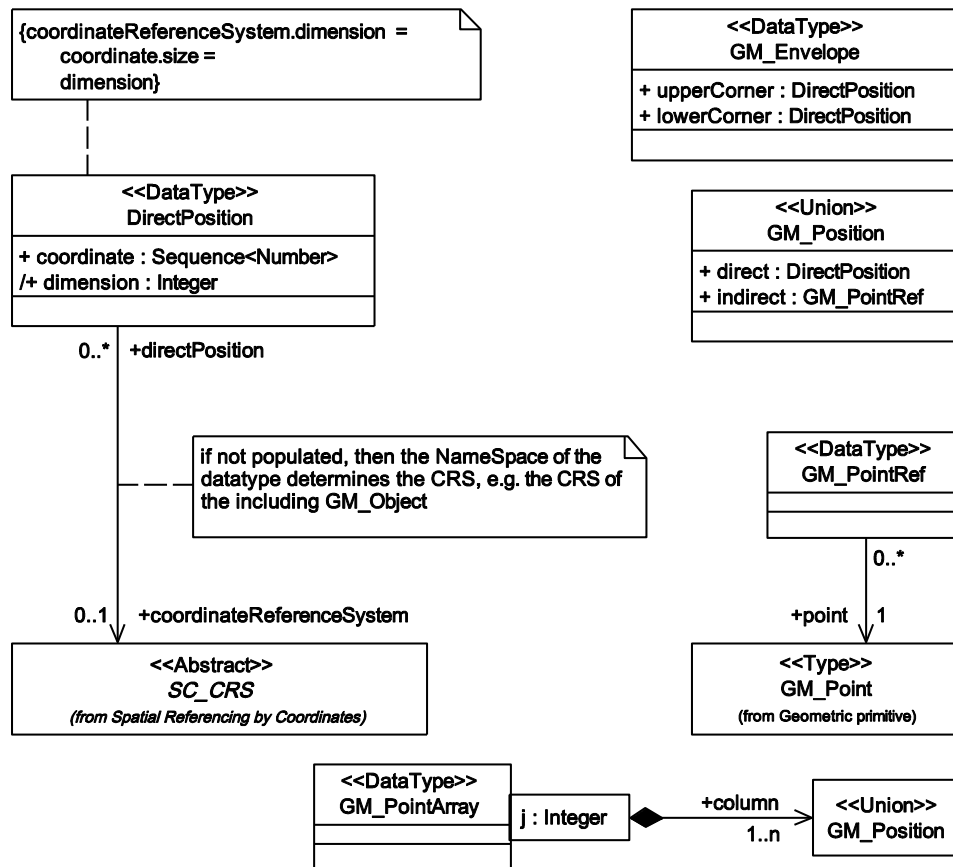 {coordinateReferenceSystem.dimension =
coordinate.size =
dimension}
<<DataType>>
GM_Envelope
+ upperCorner : DirectPosition
+ lowerCorner : DirectPosition
<<DataType>>
DirectPosition
+ coordinate : Sequence<Number>
/+ dimension : Integer
<<Union>>
GM_Position
+ direct : DirectPosition
+ indirect : GM_PointRef
0..* +directPosition
if not populated, then the NameSpace of the
datatype determines the CRS, e.g. the CRS of
the including GM_Object
<<DataType>>
GM_PointRef
0..*
0..1 +coordinateReferenceSystem
+point 1
<<Abstract>>
SC_CRS
(from Spatial Referencing by Coordinates)
<<Type>>
GM_Point
(from Geometric primitive)
<<DataType>>
GM_PointArray
j : Integer
+column
1..n
<<Union>>
GM_Position